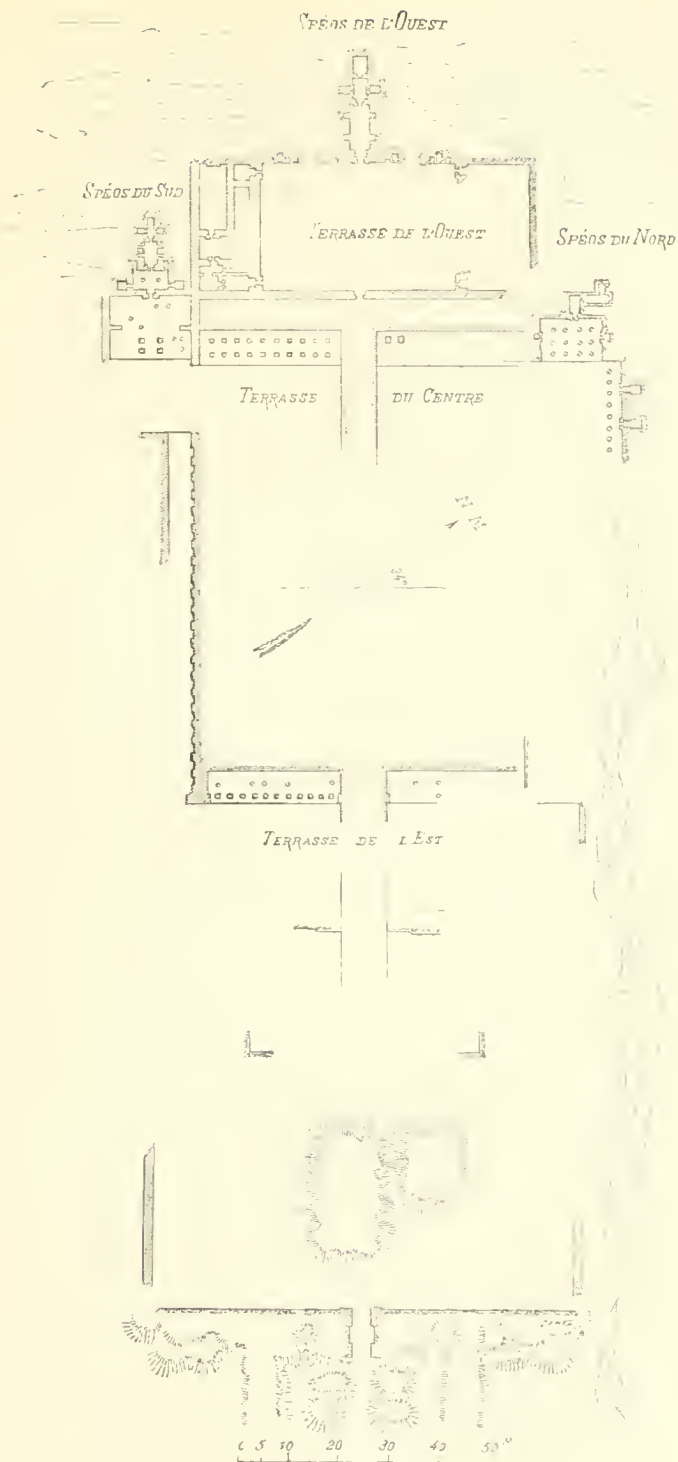 SPÉOS DE L'OUEST
SPÉOS DU SUD
TERRASSE DE L'OUEST
SPÉOS DU NORD
TERRASSE DU CENTRE
34°
TERRASSE DE L EST
5 10 20 30 40 50